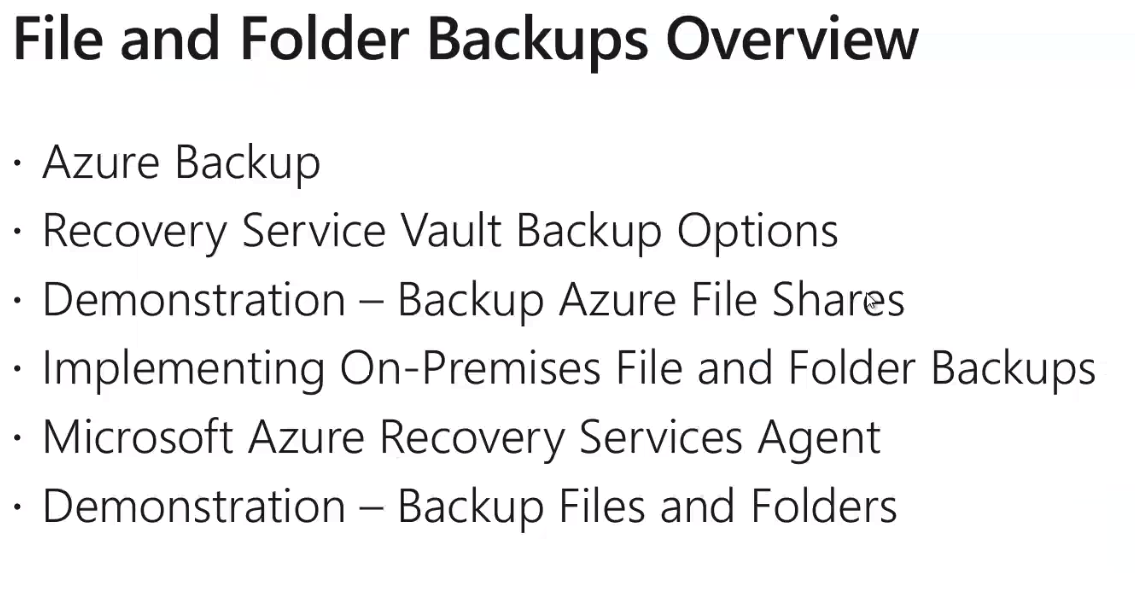 File and Folder Backups Overview
· Azure Backup
· Recovery Service Vault Backup Options
· Demonstration – Backup Azure File Shares
· Implementing On-Premises File and Folder Backups
· Microsoft Azure Recovery Services Agent
· Demonstration – Backup Files and Folders